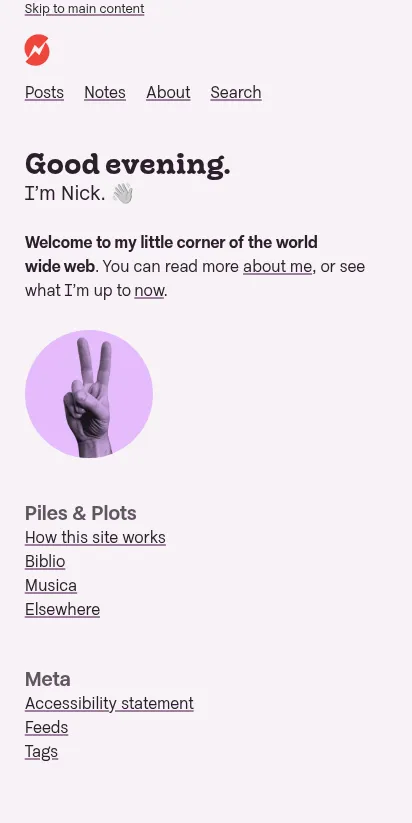 Skip to main content
Posts Notes About Search
Good evening.
I’m Nick. 👋
Welcome to my little corner of the world
wide web. You can read more about me, or see
what I’m up to now.
Piles & Plots
How this site works
Biblio
Musica
Elsewhere
Meta
Accessibility statement
Feeds
Tags